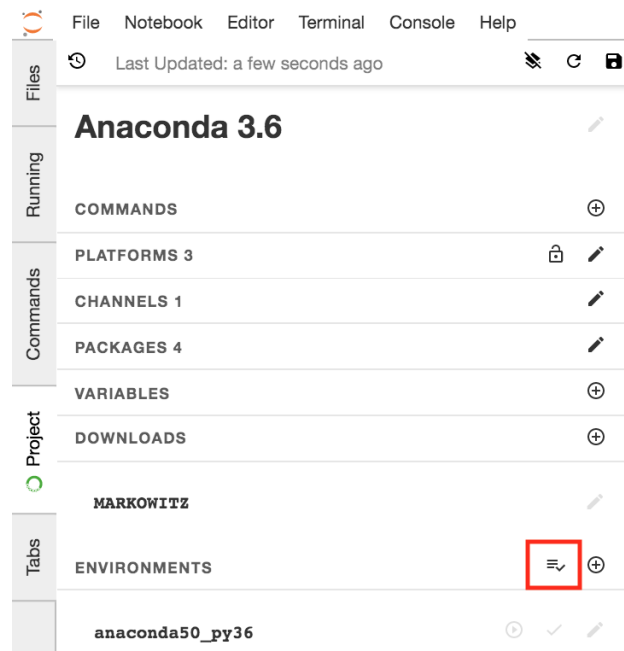 File Notebook Editor Terminal Console Help
Last Updated: a few seconds ago
Files
Running
Commands
Project
Tabs
Anaconda 3.6
COMMANDS
PLATFORMS 3
CHANNELS 1
PACKAGES 4
VARIABLES
DOWNLOADS
MARKOWITZ
ENVIRONMENTS
anaconda50_py36